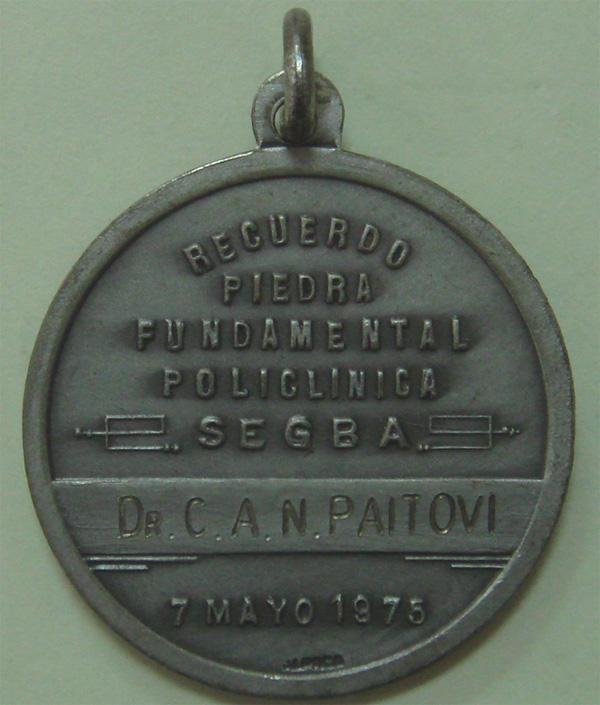 RECUERDO
PIEDRA
FUNDAMENTAL
POLICLINICA
SEGBA
DR. C. A. N. PAITOVI
7 MAYO 1975